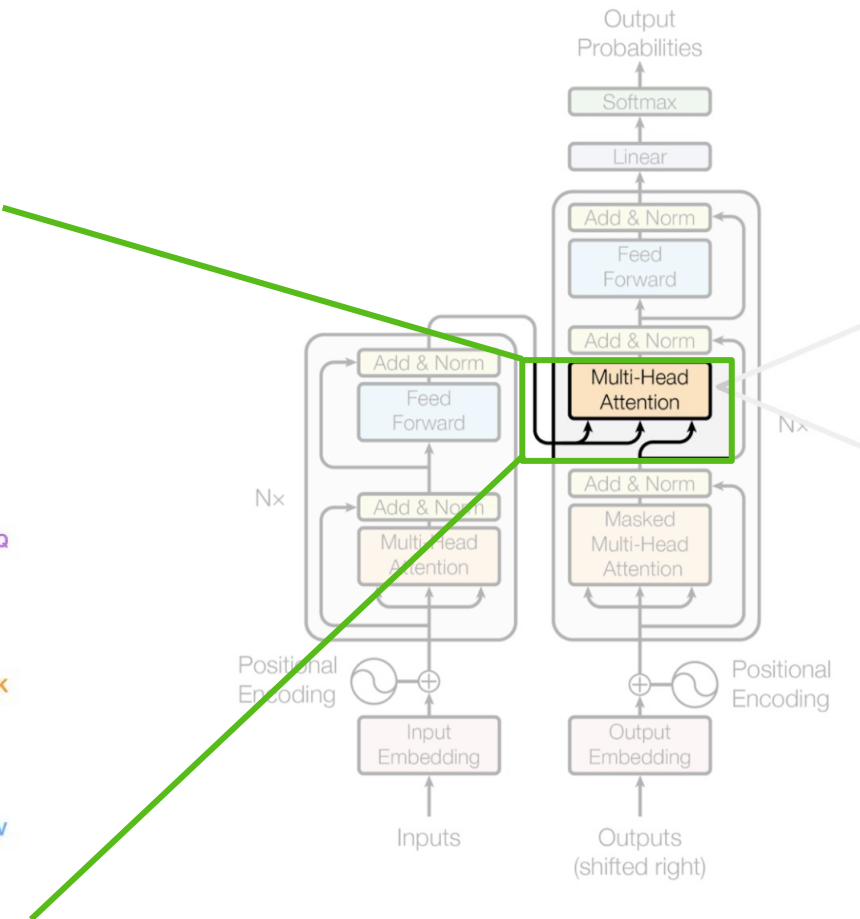 Output
Probabilities
Softmax
Linear
Add & Norm
Feed
Forward
Add & Norm
Multi-Head
Attention
N×
Add & Norm
Masked
Multi-Head
Attention
Add & Norm
Feed
Forward
N×
Add & Norm
Multi-Head
Attention
Q
K
V
Positional
Encoding
Positional
Encoding
Input
Embedding
Output
Embedding
Inputs
Outputs
(shifted right)